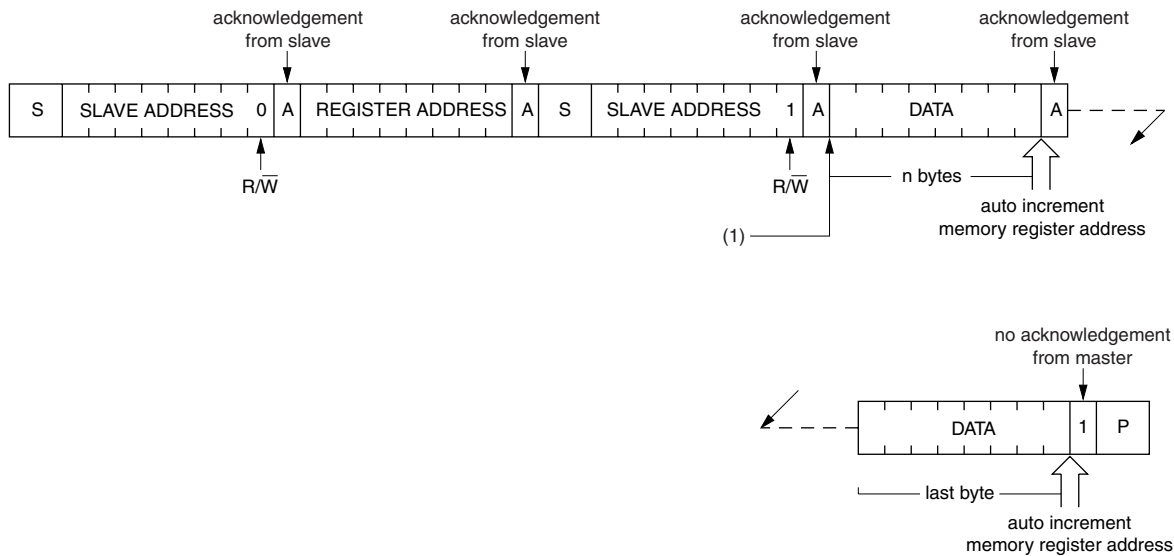 acknowledgement from slave
acknowledgement from slave
acknowledgement from slave
acknowledgement from slave
S SLAVE ADDRESS 0 A REGISTER ADDRESS A S SLAVE ADDRESS 1 A DATA A
R/W̅
R/W̅
n bytes
(1)
auto increment
memory register address
no acknowledgement
from master
DATA 1 P
last byte
auto increment
memory register address